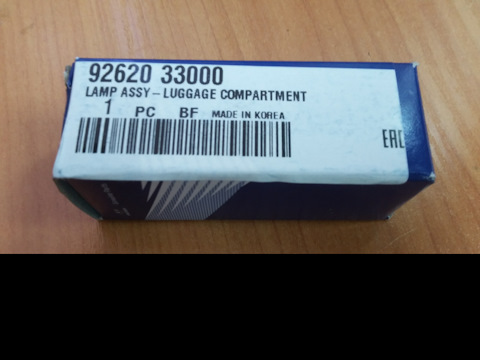 92620 33000
LAMP ASSY – LUGGAGE COMPARTMENT
1 PC BF MADE IN KOREA
EAC